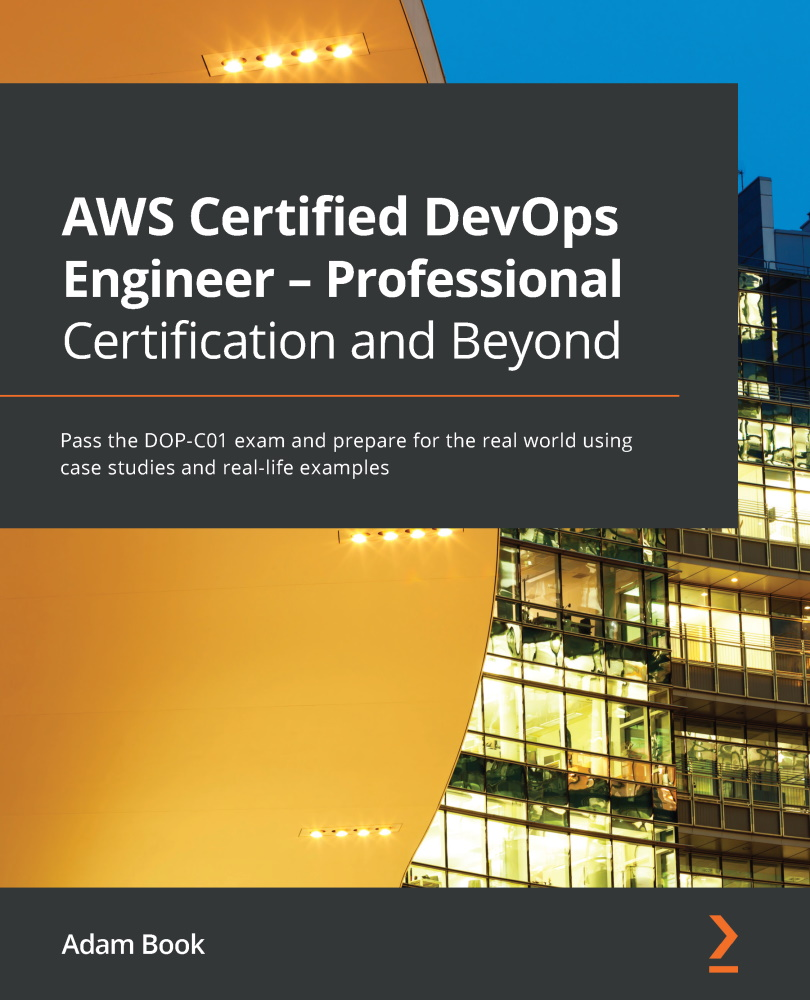 AWS Certified DevOps
Engineer – Professional
Certification and Beyond
Pass the DOP-C01 exam and prepare for the real world using
case studies and real-life examples
Adam Book